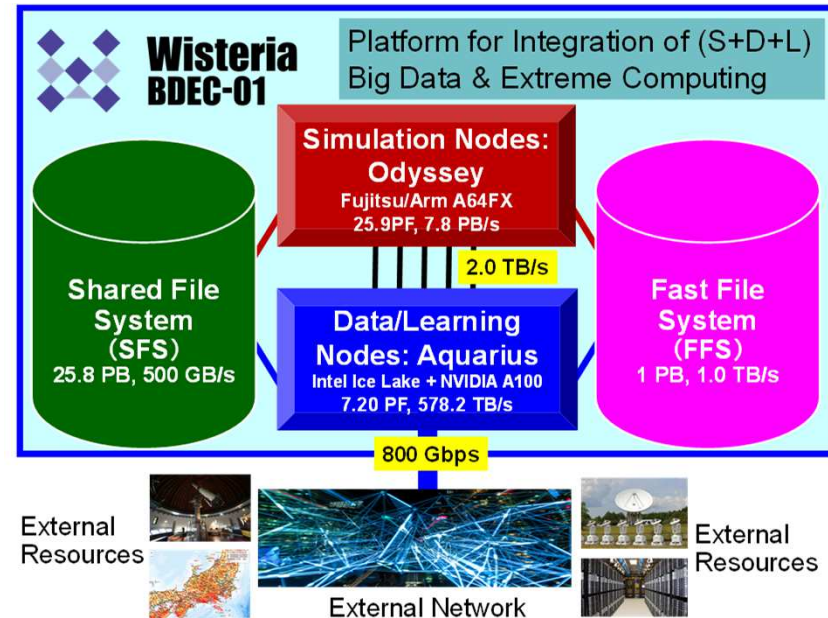 Wisteria
BDEC-01
Platform for Integration of (S+D+L)
Big Data & Extreme Computing
Simulation Nodes:
Odyssey
Fujitsu/Arm A64FX
25.9PF, 7.8 PB/s
2.0 TB/s
Shared File
System
(SFS)
25.8 PB, 500 GB/s
Data/Learning
Nodes: Aquarius
Intel Ice Lake + NVIDIA A100
7.20 PF, 578.2 TB/s
Fast File
System
(FFS)
1 PB, 1.0 TB/s
800 Gbps
External
Resources
External Network
External
Resources